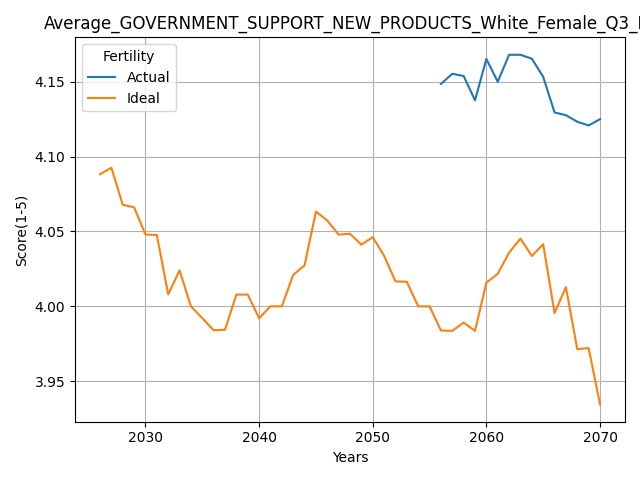 Average_GOVERNMENT_SUPPORT_NEW_PRODUCTS_White_Female_Q3_
Fertility
Actual
Ideal
Score(1-5)
4.15
4.10
4.05
4.00
3.95
2030 2040 2050 2060 2070
Years